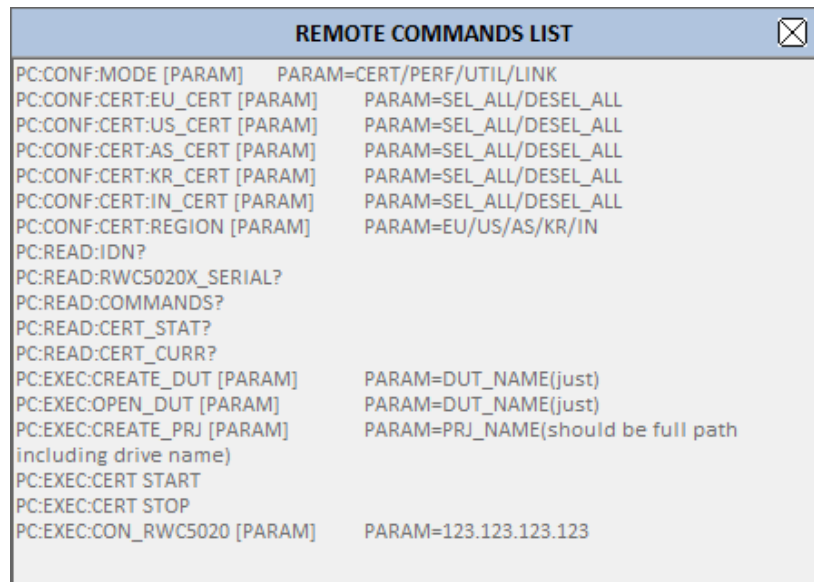 REMOTE COMMANDS LIST
PC:CONF:MODE [PARAM] PARAM=CERT/PERF/UTIL/LINK
PC:CONF:CERT:EU_CERT [PARAM] PARAM=SEL_ALL/DESEL_ALL
PC:CONF:CERT:US_CERT [PARAM] PARAM=SEL_ALL/DESEL_ALL
PC:CONF:CERT:AS_CERT [PARAM] PARAM=SEL_ALL/DESEL_ALL
PC:CONF:CERT:KR_CERT [PARAM] PARAM=SEL_ALL/DESEL_ALL
PC:CONF:CERT:IN_CERT [PARAM] PARAM=SEL_ALL/DESEL_ALL
PC:CONF:CERT:REGION [PARAM] PARAM=EU/US/AS/KR/IN
PC:READ:IDN?
PC:READ:RWC5020X_SERIAL?
PC:READ:COMMANDS?
PC:READ:CERT_STAT?
PC:READ:CERT_CURR?
PC:EXEC:CREATE_DUT [PARAM] PARAM=DUT_NAME(just)
PC:EXEC:OPEN_DUT [PARAM] PARAM=DUT_NAME(just)
PC:EXEC:CREATE_PRJ [PARAM] PARAM=PRJ_NAME(should be full path
including drive name)
PC:EXEC:CERT START
PC:EXEC:CERT STOP
PC:EXEC:CON_RWC5020 [PARAM] PARAM=123.123.123.123